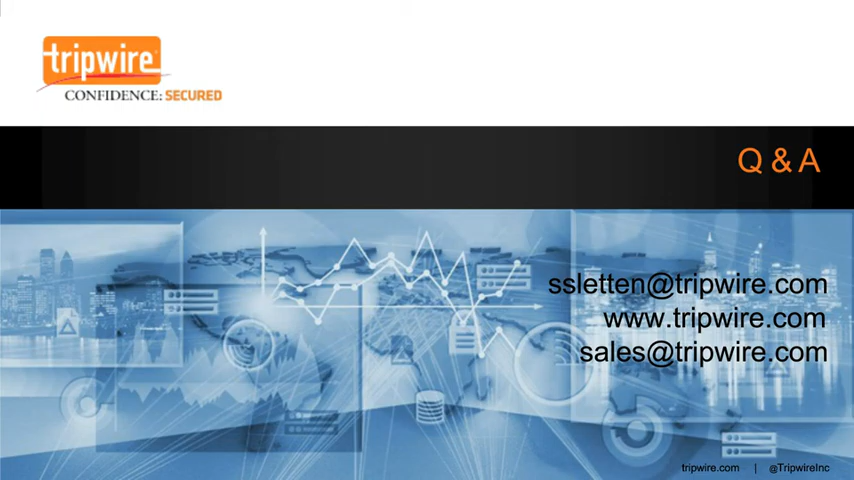 tripwire
CONFIDENCE: SECURED
Q & A
ssletten@tripwire.com
www.tripwire.com
sales@tripwire.com
tripwire.com | @TripwireInc